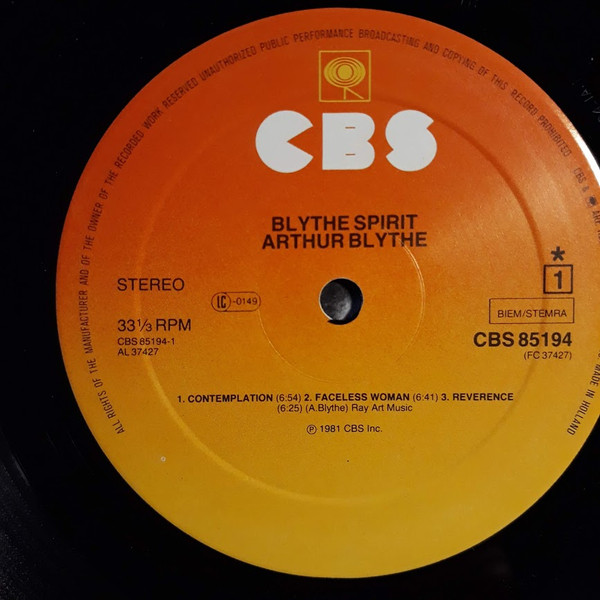 ALL RIGHTS OF THE MANUFACTURER AND OF THE OWNER OF THE RECORDED WORK RESERVED UNAUTHORIZED PUBLIC PERFORMANCE BROADCASTING AND COPYING OF THIS RECORD PROHIBITED. CBS & ARE
MADE IN HOLLAND
CBS
BLYTHE SPIRIT
ARTHUR BLYTHE
STEREO
LC -0149
33⅓ RPM
CBS 85194-1
AL 37427
*
1
BIEM/STEMRA
CBS 85194
(FC 37427)
1. CONTEMPLATION (6:54) 2. FACELESS WOMAN (6:41) 3. REVERENCE
(6:25) (A.Blythe) Ray Art Music
℗ 1981 CBS Inc.